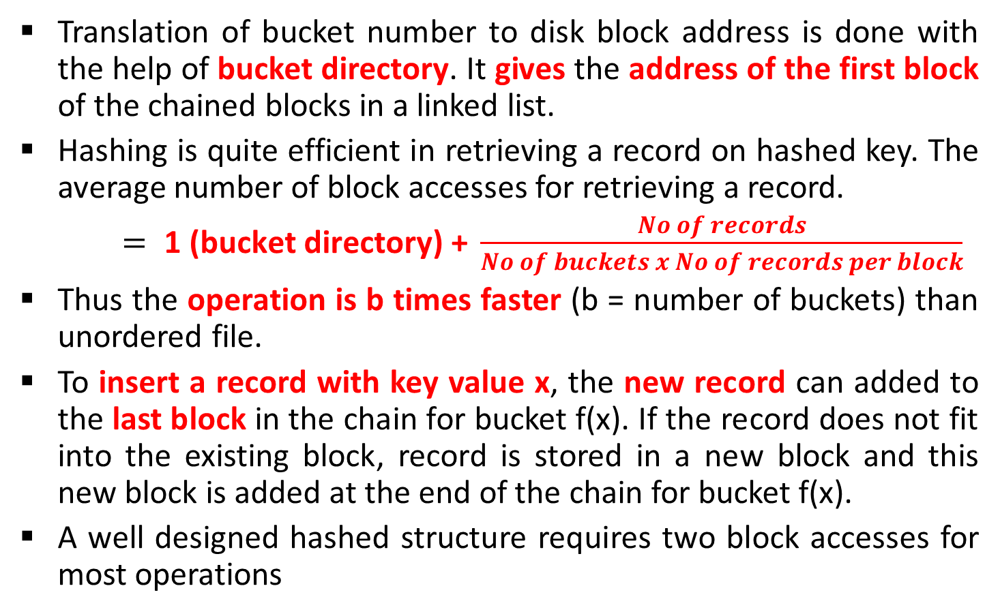 ▪ Translation of bucket number to disk block address is done with
the help of bucket directory. It gives the address of the first block
of the chained blocks in a linked list.
▪ Hashing is quite efficient in retrieving a record on hashed key. The
average number of block accesses for retrieving a record.
No of records
= 1 (bucket directory) +
No of buckets x No of records per block
▪ Thus the operation is b times faster (b = number of buckets) than
unordered file.
▪ To insert a record with key value x, the new record can added to
the last block in the chain for bucket f(x). If the record does not fit
into the existing block, record is stored in a new block and this
new block is added at the end of the chain for bucket f(x).
▪ A well designed hashed structure requires two block accesses for
most operations